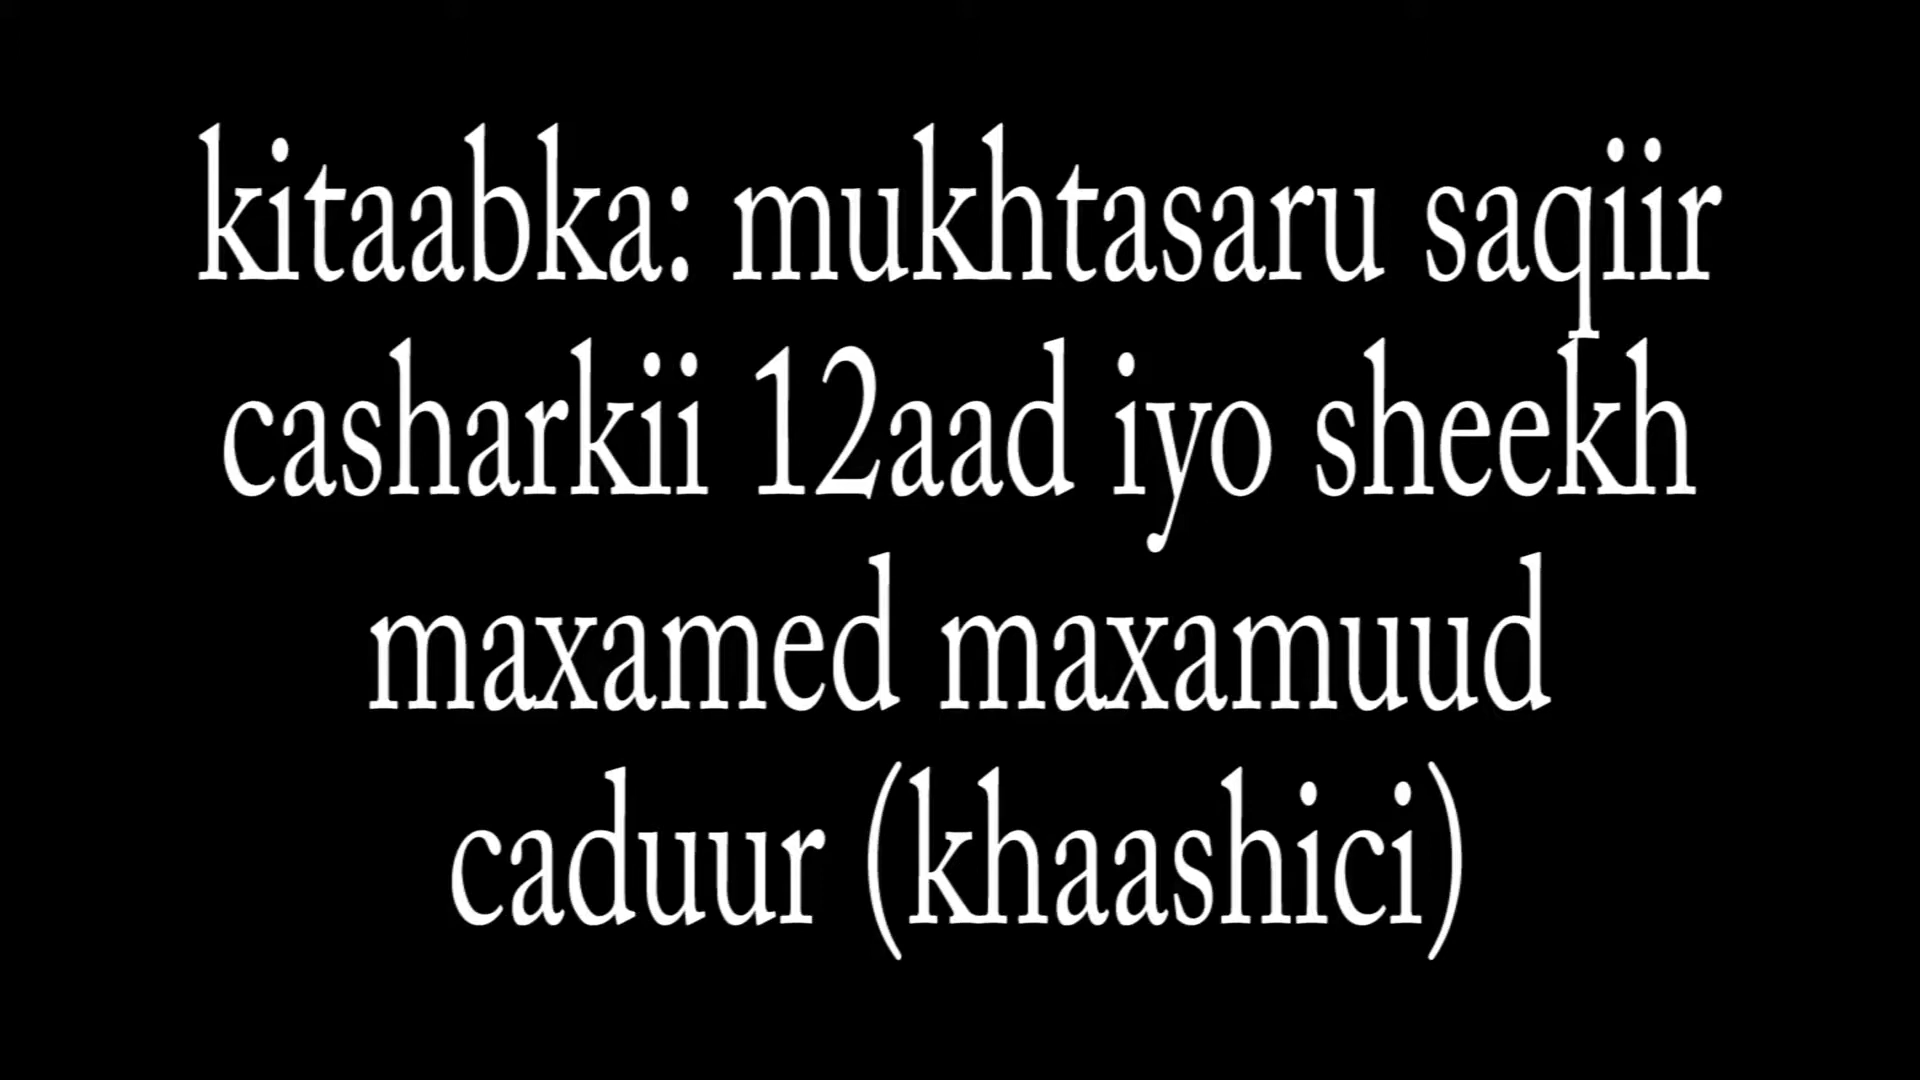 kitaabka: mukhtasaru saqiir
casharkii 12aad iyo sheekh
maxamed maxamuud
caduur (khaashici)